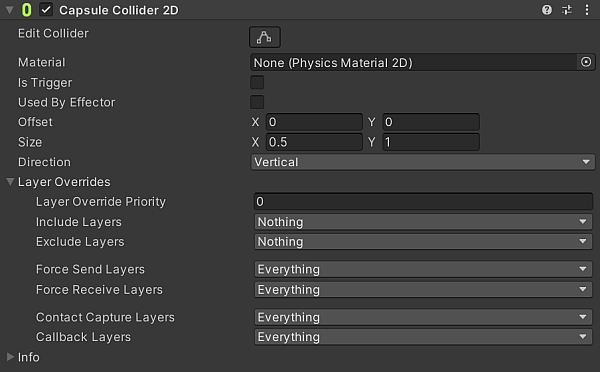 Capsule Collider 2D
Edit Collider
Material None (Physics Material 2D)
Is Trigger
Used By Effector
Offset X 0 Y 0
Size X 0.5 Y 1
Direction Vertical
Layer Overrides
Layer Override Priority 0
Include Layers Nothing
Exclude Layers Nothing
Force Send Layers Everything
Force Receive Layers Everything
Contact Capture Layers Everything
Callback Layers Everything
Info